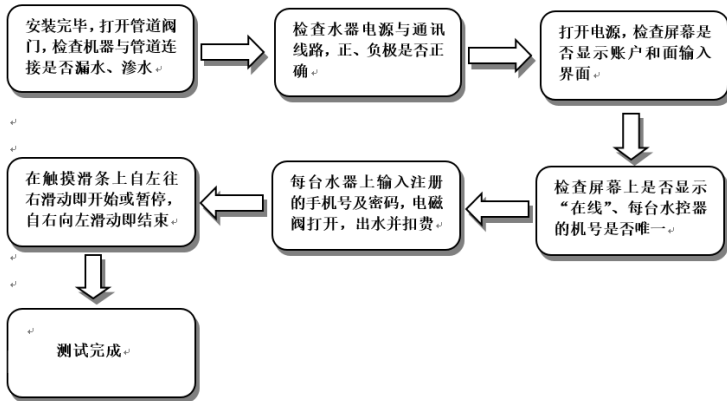 安装完毕，打开管道阀
门，检查机器与管道连
接是否漏水、渗水
检查水器电源与通讯
线路，正、负极是否正
确
打开电源，检查屏幕是
否显示账户和面输入
界面
检查屏幕上是否显示
“在线”、每台水控器
的机号是否唯一
每台水器上输入注册
的手机号及密码，电磁
阀打开，出水并扣费
在触摸滑条上自左往
右滑动即开始或暂停，
自右向左滑动即结束
测试完成